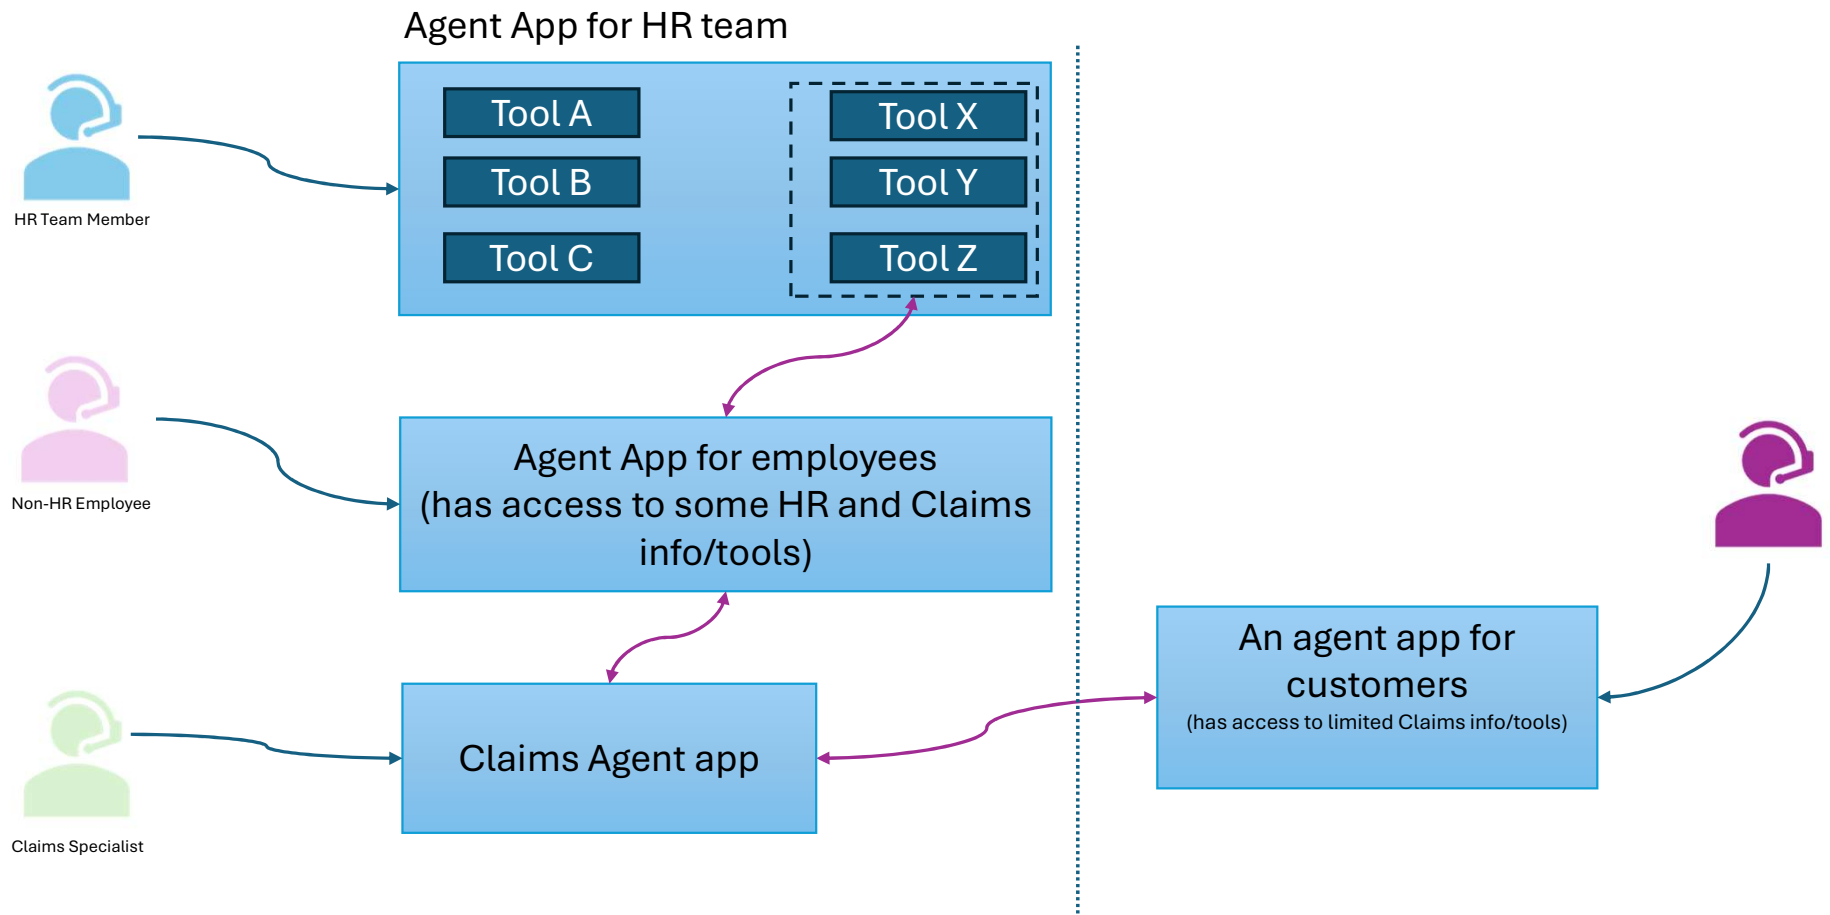 Agent App for HR team
Tool A
Tool X
Tool B
Tool Y
Tool C
Tool Z
HR Team Member
Agent App for employees
(has access to some HR and Claims
info/tools)
Non-HR Employee
An agent app for
customers
(has access to limited Claims info/tools)
Claims Agent app
Claims Specialist